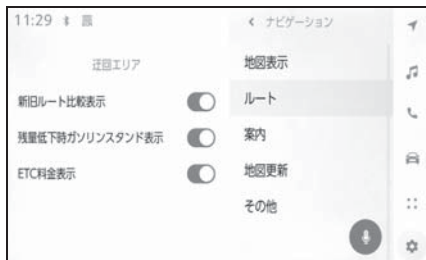 11:29
迂回エリア
新旧ルート比較表示
残量低下時ガソリンスタンド表示
ETC料金表示
ナビゲーション
地図表示
ルート
案内
地図更新
その他